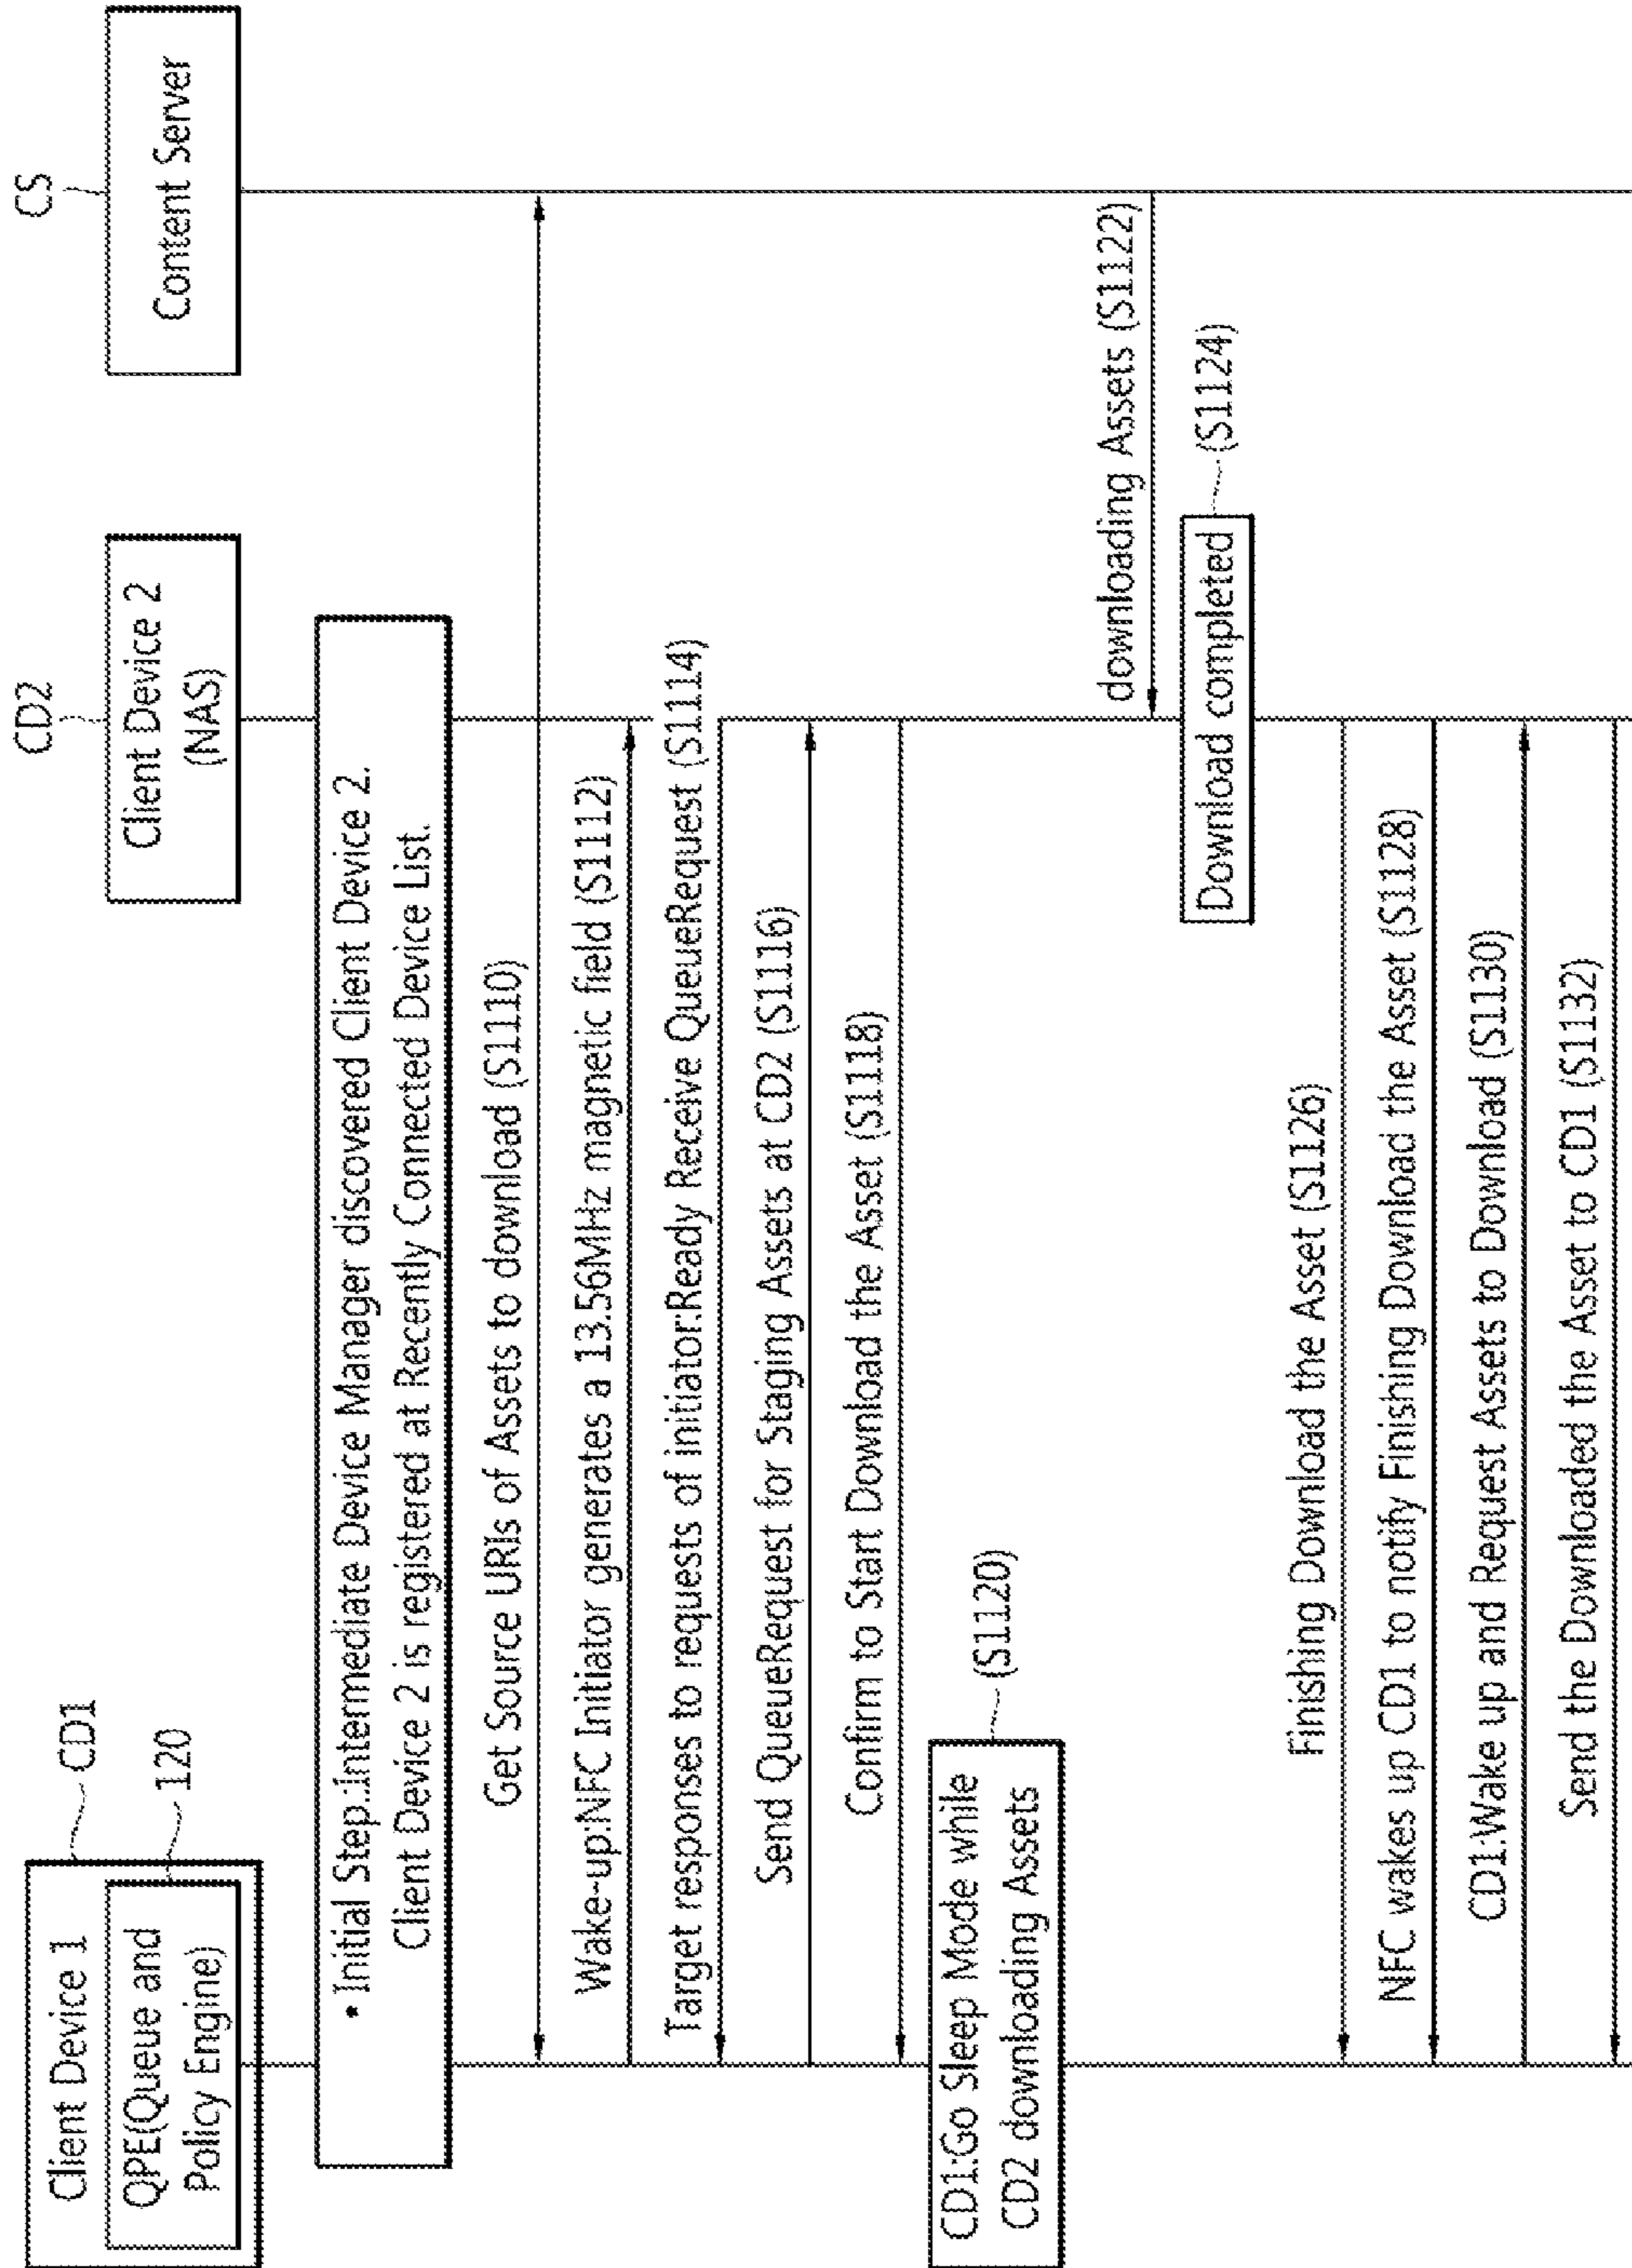 Client Device 1
CD1
QPE(Queue and
Policy Engine)
120
CD2
Client Device 2
(NAS)
CS
Content Server
• Initial Step.:Intermediate Device Manager discovered Client Device 2.
Client Device 2 is registered at Recently Connected Device List.
Get Source URIs of Assets to download (S1110)
Wake-up:NFC Initiator generates a 13.56MHz magnetic field (S1112)
Target responses to requests of initiator.Ready Receive QueueRequest (S1114)
Send QueueRequest for Staging Assets at CD2 (S1116)
Confirm to Start Download the Asset (S1118)
CD1:Go Sleep Mode while
CD2 downloading Assets
(S1120)
downloading Assets (S1122)
Download completed
(S1124)
Finishing Download the Asset (S1126)
NFC wakes up CD1 to notify Finishing Download the Asset (S1128)
CD1:Wake up and Request Assets to Download (S1130)
Send the Downloaded the Asset to CD1 (S1132)